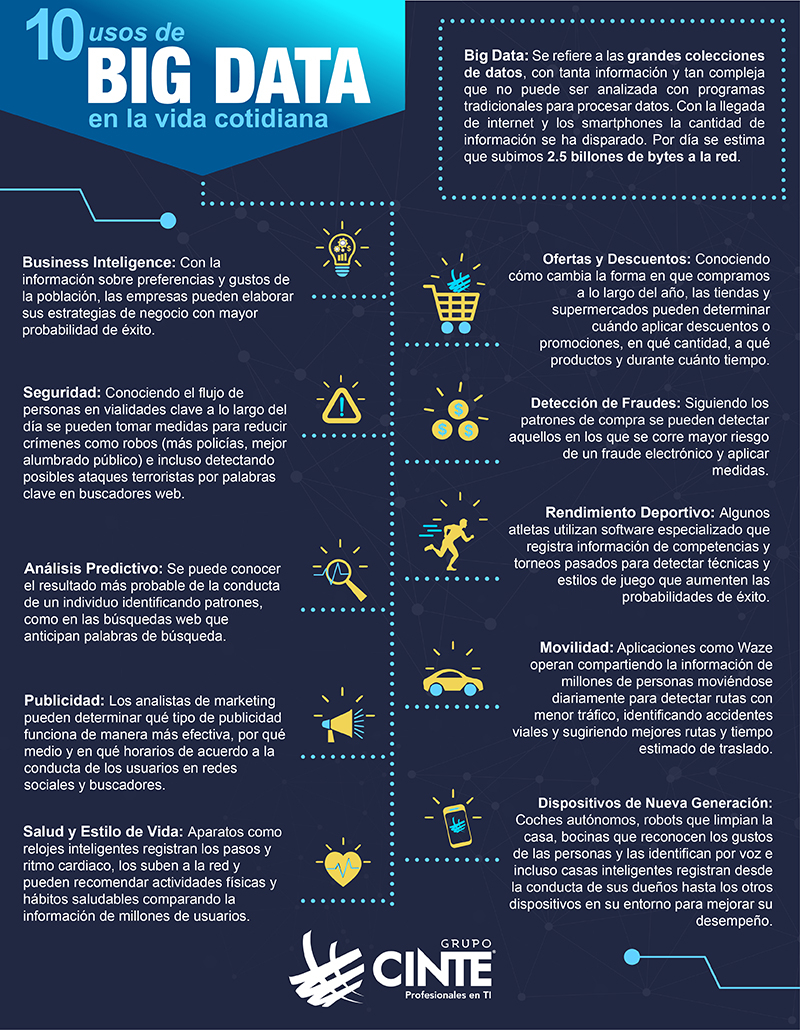 10 usos de
BIG DATA
en la vida cotidiana
Big Data: Se refiere a las grandes colecciones
de datos, con tanta información y tan compleja
que no puede ser analizada con programas
tradicionales para procesar datos. Con la llegada
de internet y los smartphones la cantidad de
información se ha disparado. Por día se estima
que subimos 2.5 billones de bytes a la red.
Business Inteligence: Con la
información sobre preferencias y gustos de
la población, las empresas pueden elaborar
sus estrategias de negocio con mayor
probabilidad de éxito.
Seguridad: Conociendo el flujo de
personas en vialidades clave a lo largo del
día se pueden tomar medidas para reducir
crímenes como robos (más policías, mejor
alumbrado público) e incluso detectando
posibles ataques terroristas por palabras
clave en buscadores web.
Análisis Predictivo: Se puede conocer
el resultado más probable de la conducta
de un individuo identificando patrones,
como en las búsquedas web que
anticipan palabras de búsqueda.
Publicidad: Los analistas de marketing
pueden determinar qué tipo de publicidad
funciona de manera más efectiva, por qué
medio y en qué horarios de acuerdo a la
conducta de los usuarios en redes
sociales y buscadores.
Salud y Estilo de Vida: Aparatos como
relojes inteligentes registran los pasos y
ritmo cardiaco, los suben a la red y
pueden recomendar actividades físicas y
hábitos saludables comparando la
información de millones de usuarios.
Ofertas y Descuentos: Conociendo
cómo cambia la forma en que compramos
a lo largo del año, las tiendas y
supermercados pueden determinar
cuándo aplicar descuentos o
promociones, en qué cantidad, a qué
productos y durante cuánto tiempo.
Detección de Fraudes: Siguiendo los
patrones de compra se pueden detectar
aquellos en los que se corre mayor riesgo
de un fraude electrónico y aplicar
medidas.
Rendimiento Deportivo: Algunos
atletas utilizan software especializado que
registra información de competencias y
torneos pasados para detectar técnicas y
estilos de juego que aumenten las
probabilidades de éxito.
Movilidad: Aplicaciones como Waze
operan compartiendo la información de
millones de personas moviéndose
diariamente para detectar rutas con
menor tráfico, identificando accidentes
viales y sugiriendo mejores rutas y tiempo
estimado de traslado.
Dispositivos de Nueva Generación:
Coches autónomos, robots que limpian la
casa, bocinas que reconocen los gustos
de las personas y las identifican por voz e
incluso casas inteligentes registran desde
la conducta de sus dueños hasta los otros
dispositivos en su entorno para mejorar su
desempeño.
GRUPO
CINTE®
Profesionales en TI